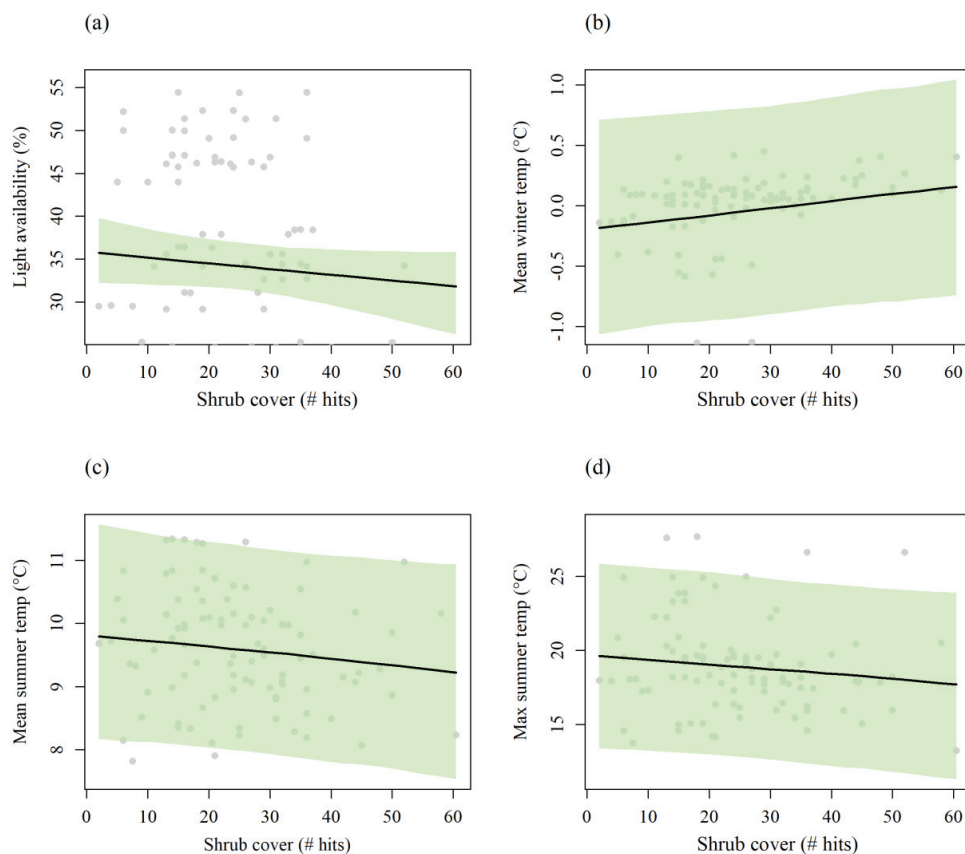 (a)
(b)
Light availability (%)
55
50
45
40
35
30
0 10 20 30 40 50 60
Shrub cover (# hits)
Mean winter temp (°C)
1.0
0.5
0.0
-0.5
-1.0
0 10 20 30 40 50 60
Shrub cover (# hits)
(c)
(d)
Mean summer temp (°C)
11
10
9
8
0 10 20 30 40 50 60
Shrub cover (# hits)
Max summer temp (°C)
25
20
15
0 10 20 30 40 50 60
Shrub cover (# hits)